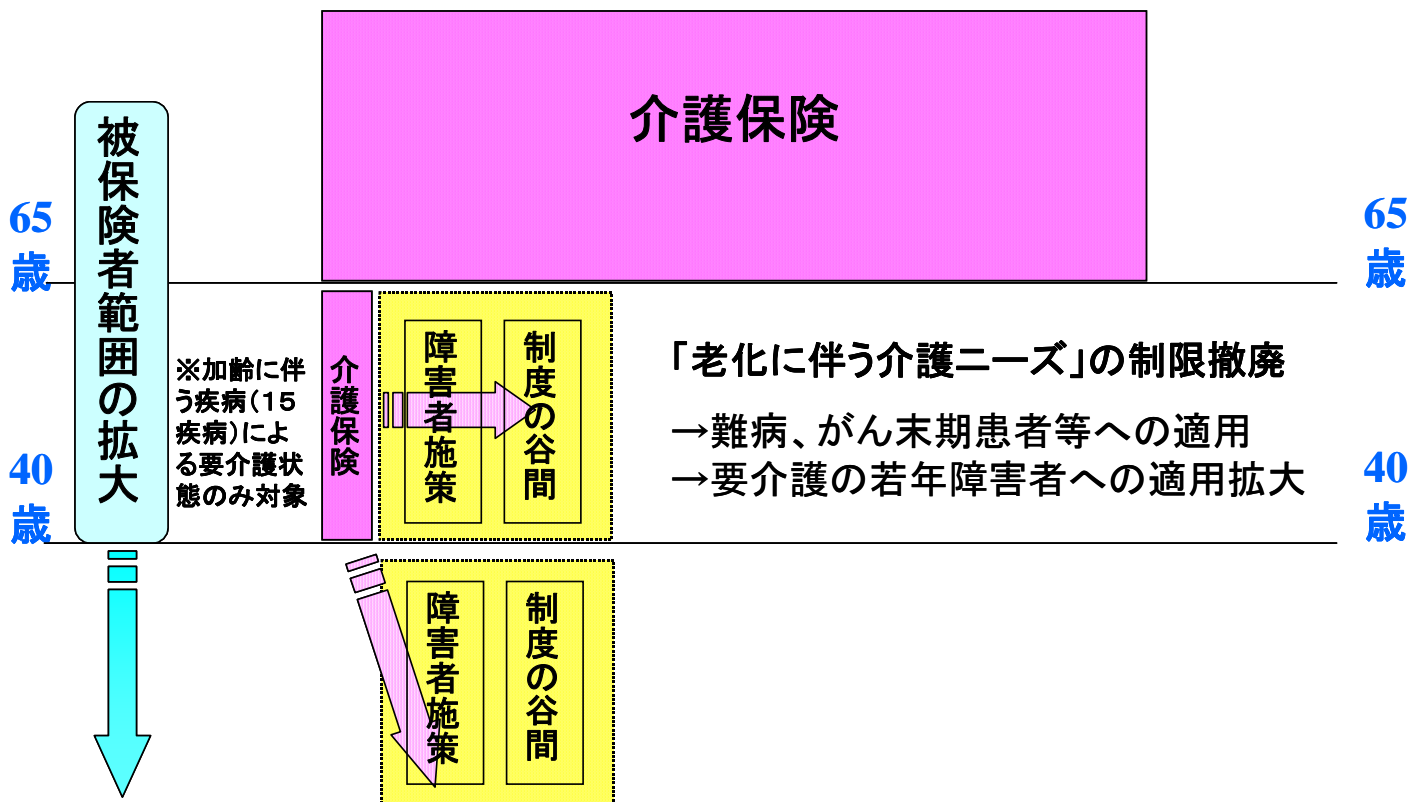 介護保険
被保険者範囲の拡大
65
歳
65
歳
※加齢に伴
う疾病(15
疾病)によ
る要介護状
態のみ対象
介護保険
障害者施策
制度の谷間
「老化に伴う介護ニーズ」の制限撤廃
→難病、がん末期患者等への適用
→要介護の若年障害者への適用拡大
40
歳
40
歳
障害者施策
制度の谷間